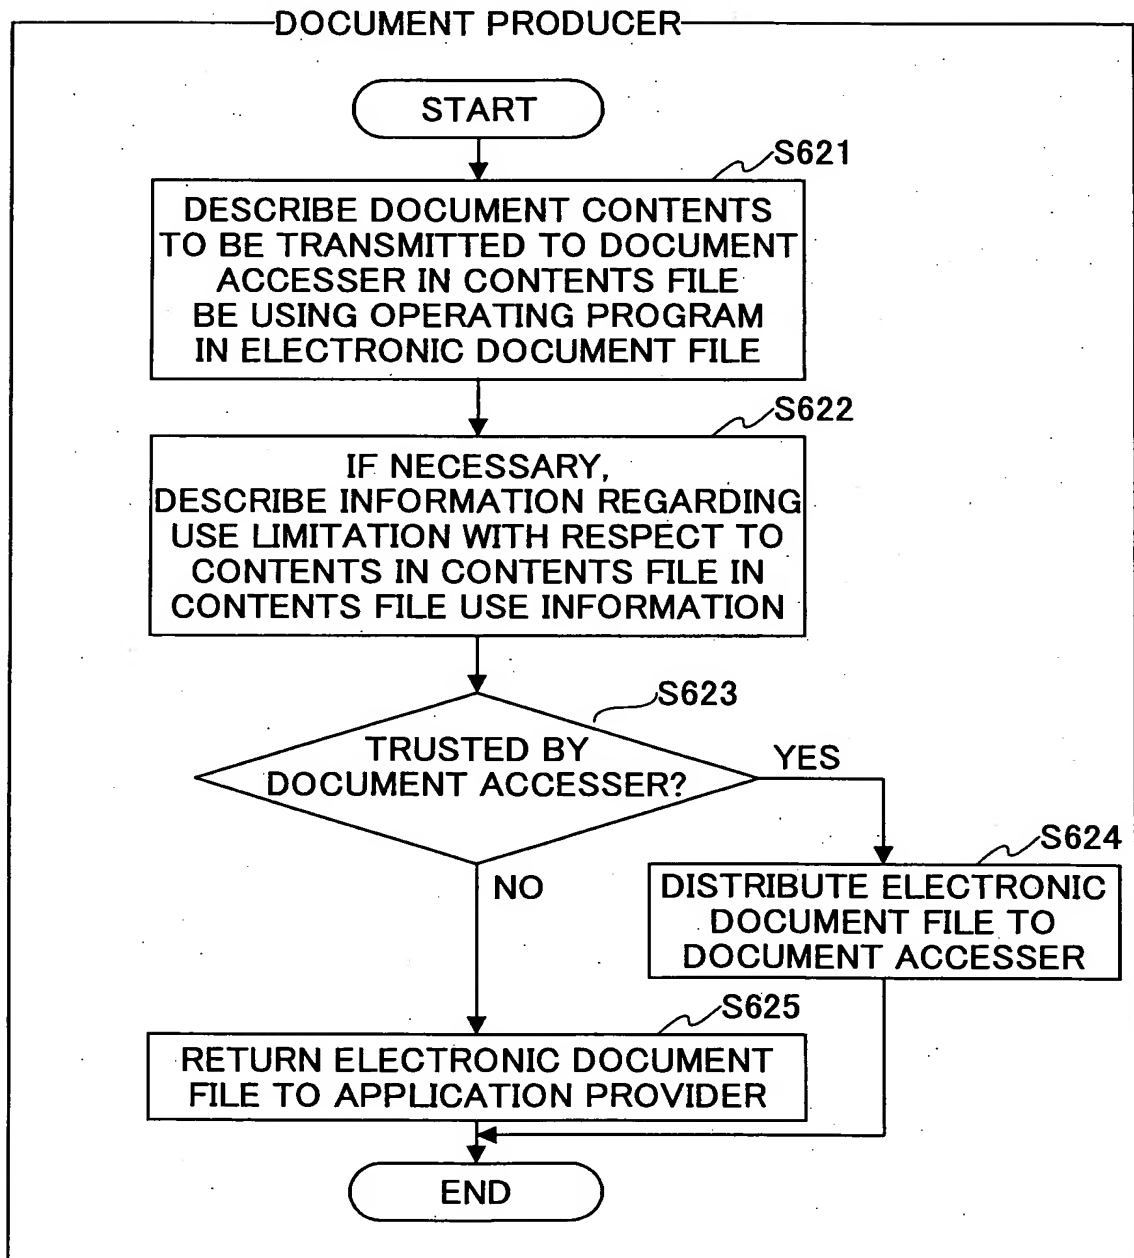 DOCUMENT PRODUCER
START
S621
DESCRIBE DOCUMENT CONTENTS
TO BE TRANSMITTED TO DOCUMENT
ACCESSER IN CONTENTS FILE
BE USING OPERATING PROGRAM
IN ELECTRONIC DOCUMENT FILE
S622
IF NECESSARY,
DESCRIBE INFORMATION REGARDING
USE LIMITATION WITH RESPECT TO
CONTENTS IN CONTENTS FILE IN
CONTENTS FILE USE INFORMATION
S623
TRUSTED BY
DOCUMENT ACCESSER?
YES
NO
S624
DISTRIBUTE ELECTRONIC
DOCUMENT FILE TO
DOCUMENT ACCESSER
S625
RETURN ELECTRONIC DOCUMENT
FILE TO APPLICATION PROVIDER
END